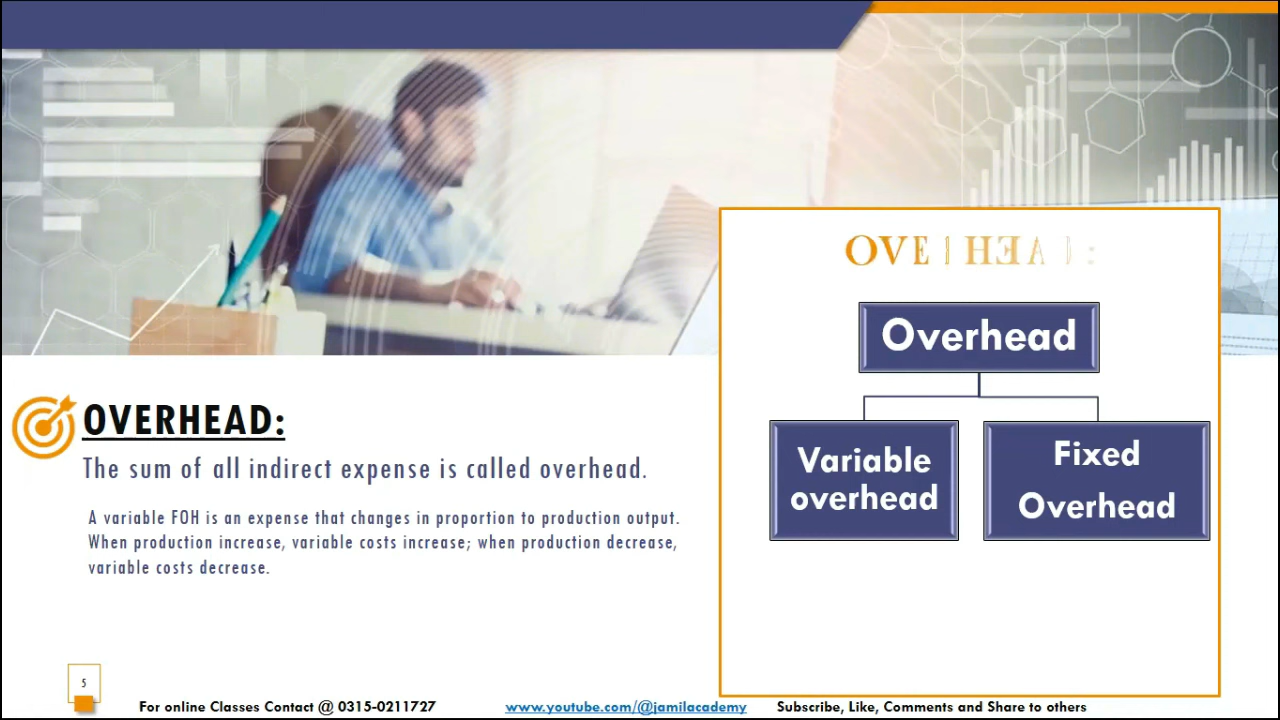 OVERHEAD:
The sum of all indirect expense is called overhead.
A variable FOH is an expense that changes in proportion to production output.
When production increase, variable costs increase; when production decrease,
variable costs decrease.
Overhead
Variable
overhead
Fixed
Overhead
5
For online Classes Contact @ 0315-0211727
www.youtube.com/@jamilacademy
Subscribe, Like, Comments and Share to others